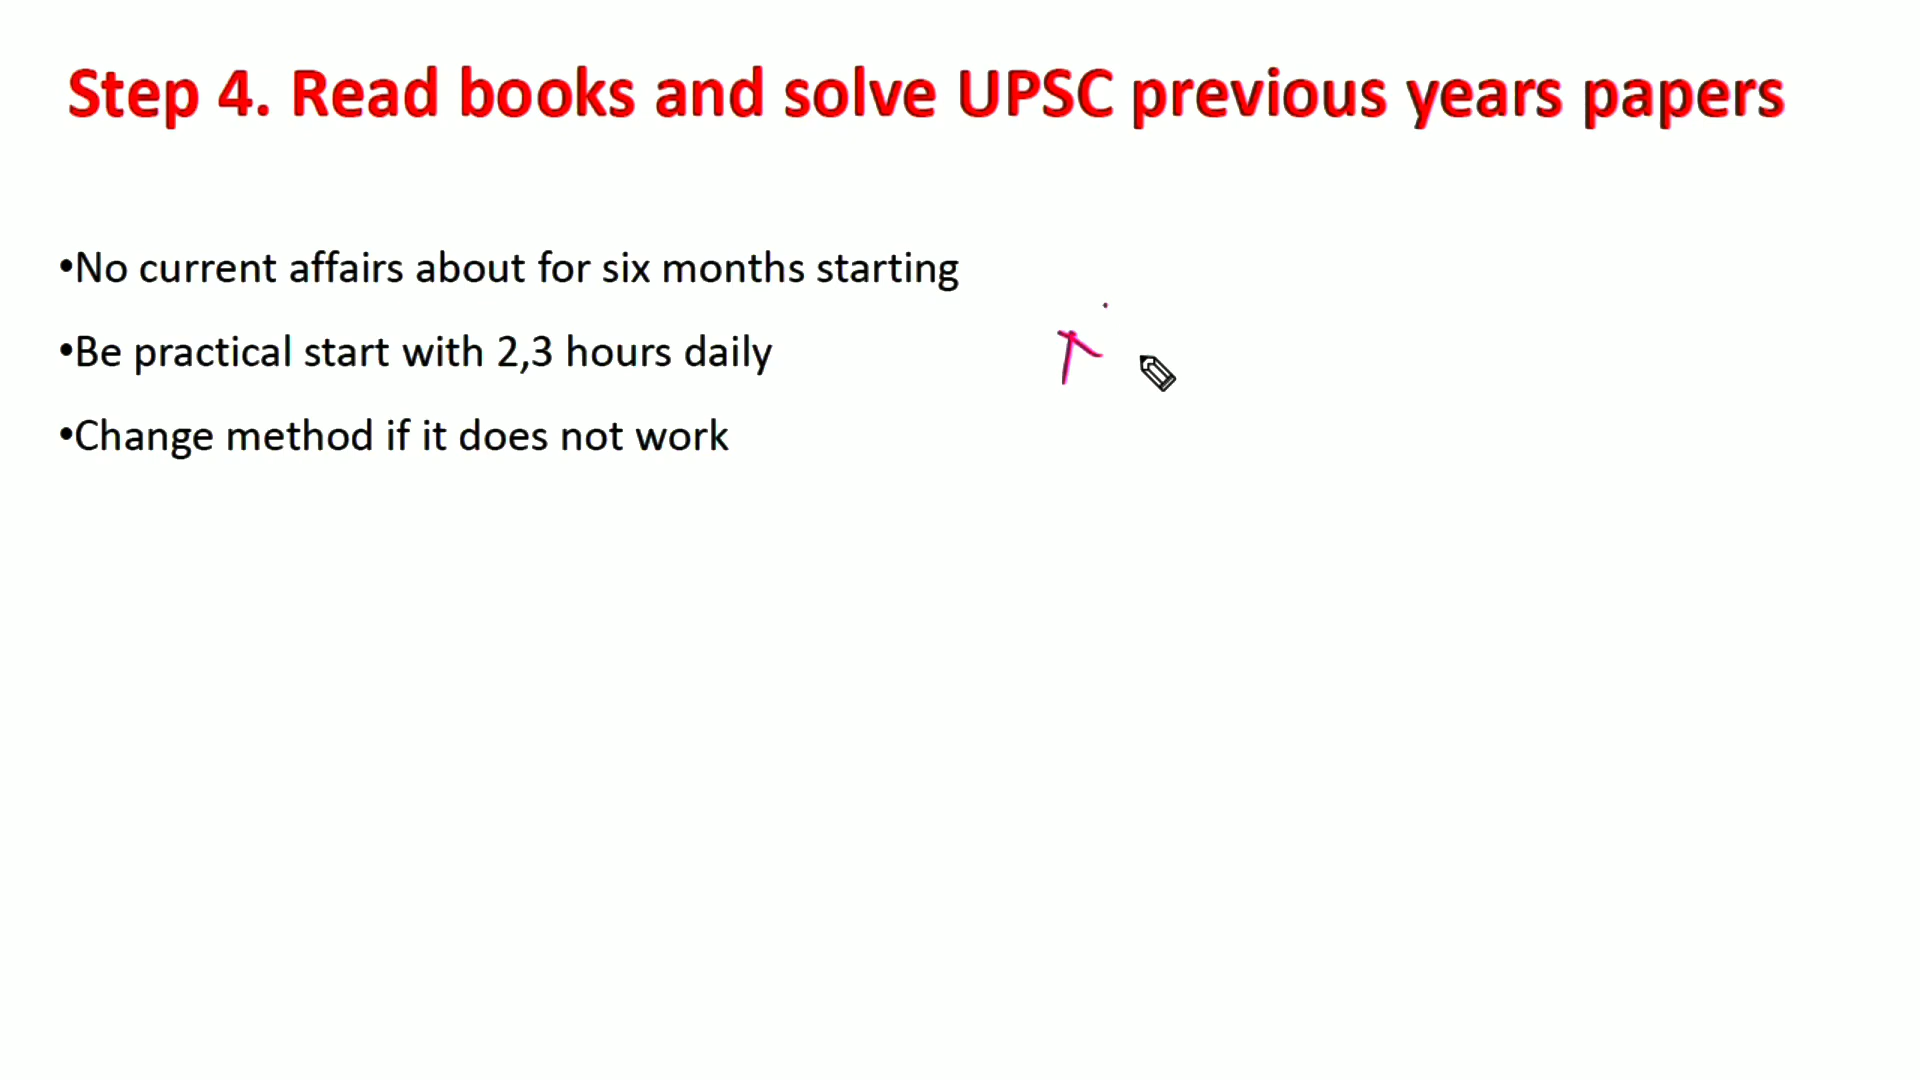 Step 4. Read books and solve UPSC previous years papers
•No current affairs about for six months starting
•Be practical start with 2,3 hours daily
•Change method if it does not work